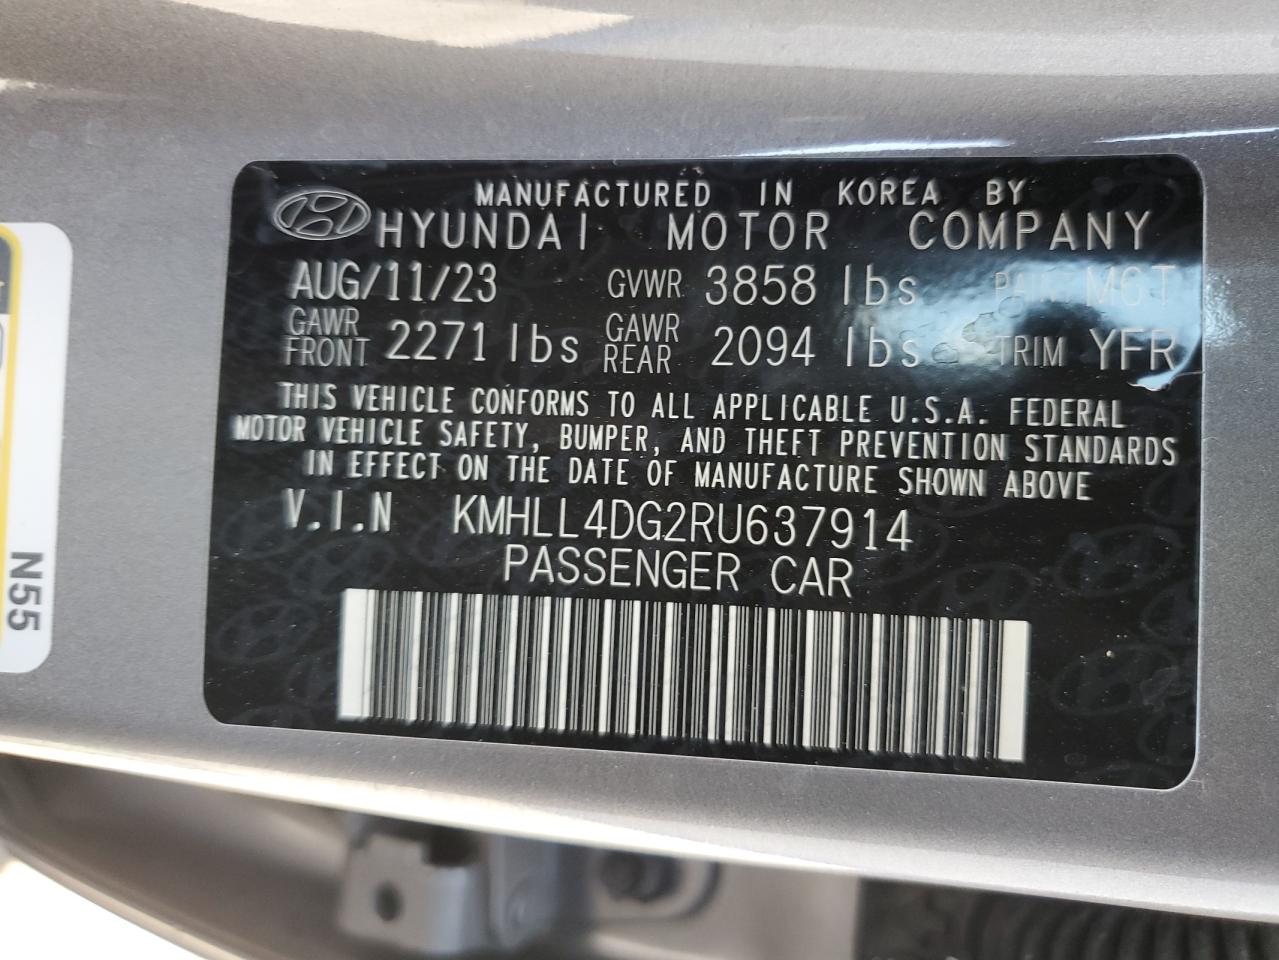 MANUFACTURED IN KOREA BY
HYUNDAI MOTOR COMPANY
AUG/11/23 GVWR 3858 lbs PAINT M6T
GAWR FRONT 2271 lbs GAWR REAR 2094 lbs TRIM YFR
THIS VEHICLE CONFORMS TO ALL APPLICABLE U.S.A. FEDERAL
MOTOR VEHICLE SAFETY, BUMPER, AND THEFT PREVENTION STANDARDS
IN EFFECT ON THE DATE OF MANUFACTURE SHOWN ABOVE
V.I.N KMHLL4DG2RU637914
PASSENGER CAR
N55